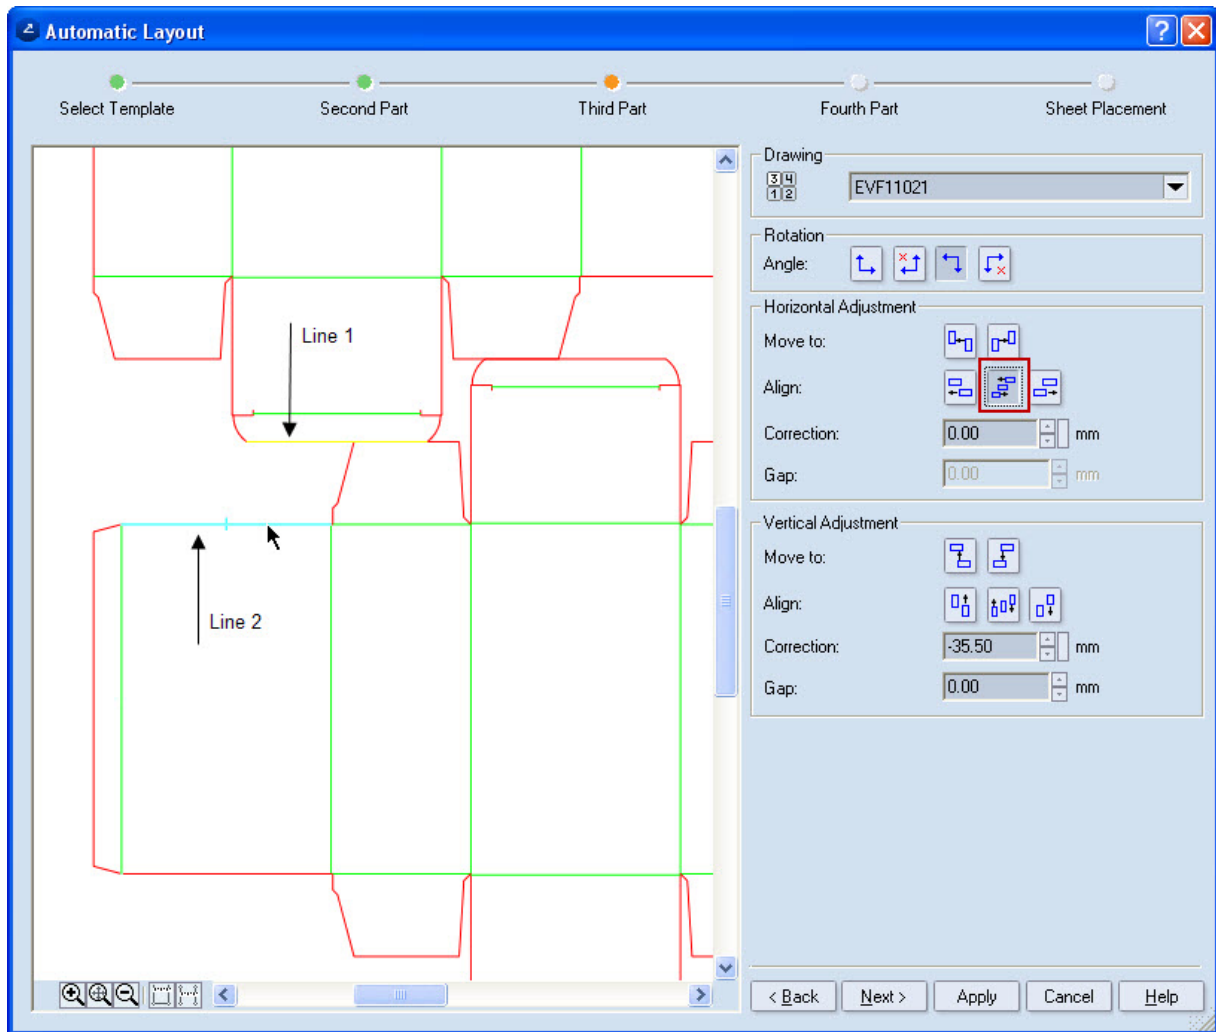 Automatic Layout
Select Template
Second Part
Third Part
Fourth Part
Sheet Placement
Line 1
Line 2
Drawing
3 4
1 2
EVF11021
Rotation
Angle:
Horizontal Adjustment
Move to:
Align:
Correction: 0.00 mm
Gap: 0.00 mm
Vertical Adjustment
Move to:
Align:
Correction: -35.50 mm
Gap: 0.00 mm
< Back Next > Apply Cancel Help